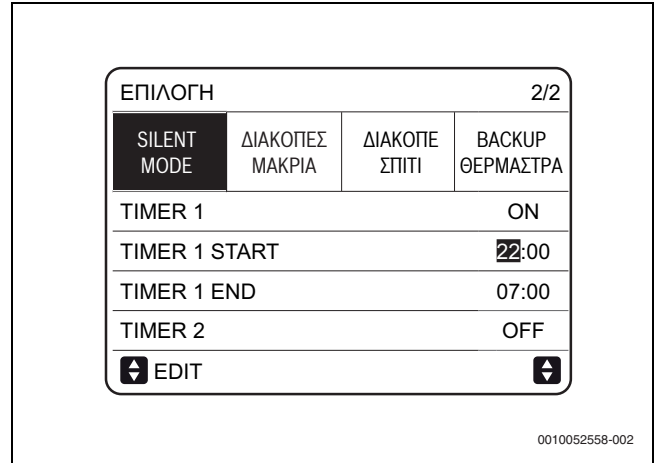 ΕΠΙΛΟΓΗ 2/2
SILENT MODE ΔΙΑΚΟΠΕΣ ΜΑΚΡΙΑ ΔΙΑΚΟΠΕ ΣΠΙΤΙ BACKUP ΘΕΡΜΑΣΤΡΑ
TIMER 1 ON
TIMER 1 START 22:00
TIMER 1 END 07:00
TIMER 2 OFF
EDIT
0010052558-002